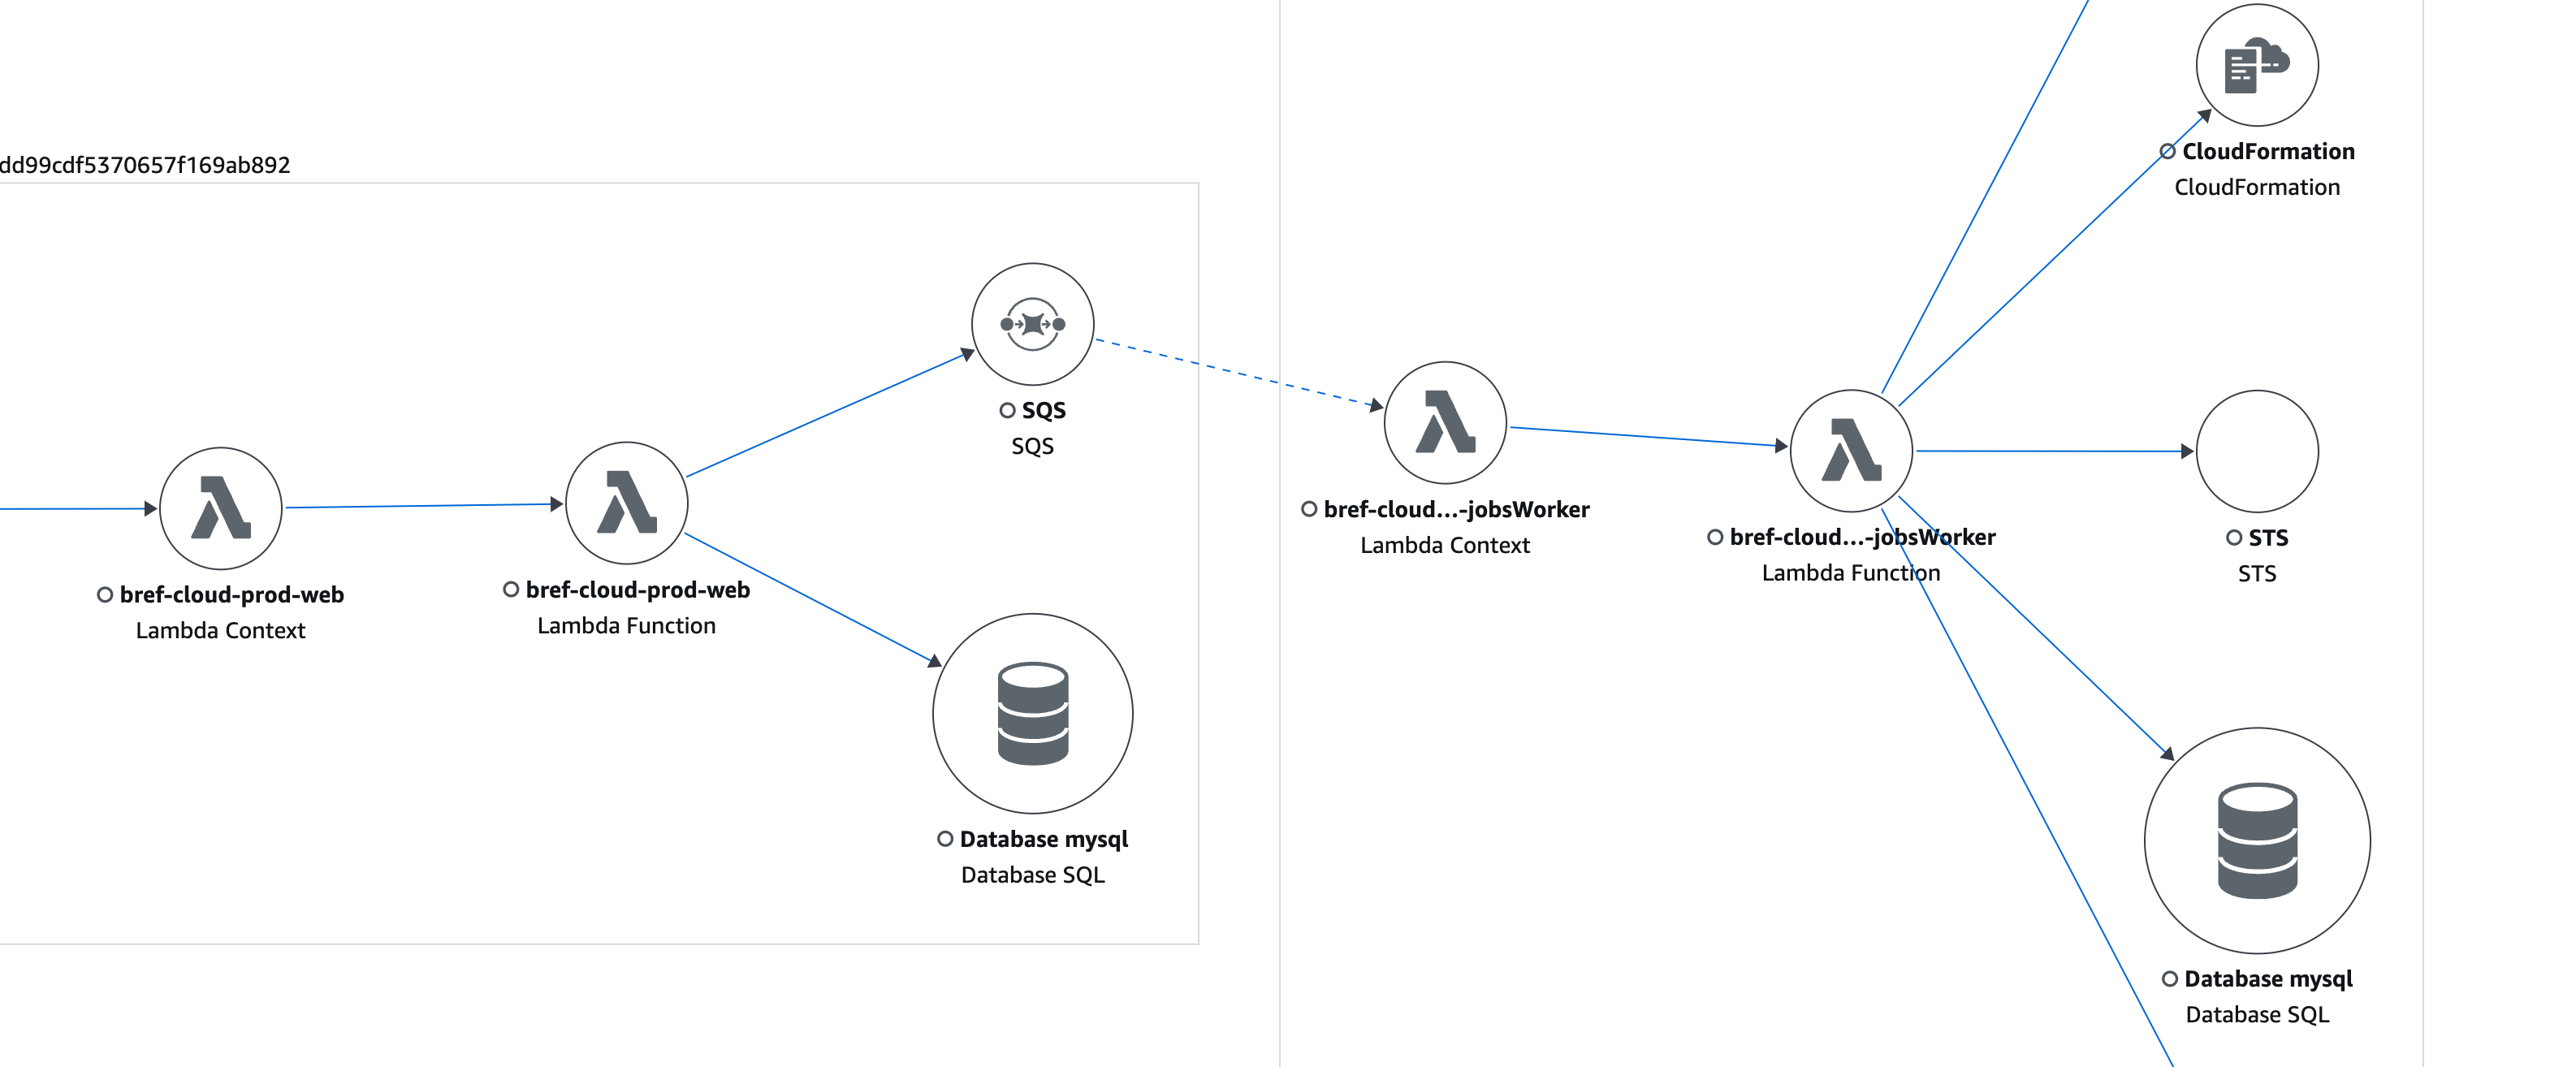 dd99cdf5370657f169ab892
bref-cloud-prod-web
Lambda Context
bref-cloud-prod-web
Lambda Function
SQS
SQS
Database mysql
Database SQL
bref-cloud...-jobsWorker
Lambda Context
bref-cloud...-jobsWorker
Lambda Function
CloudFormation
CloudFormation
STS
STS
Database mysql
Database SQL